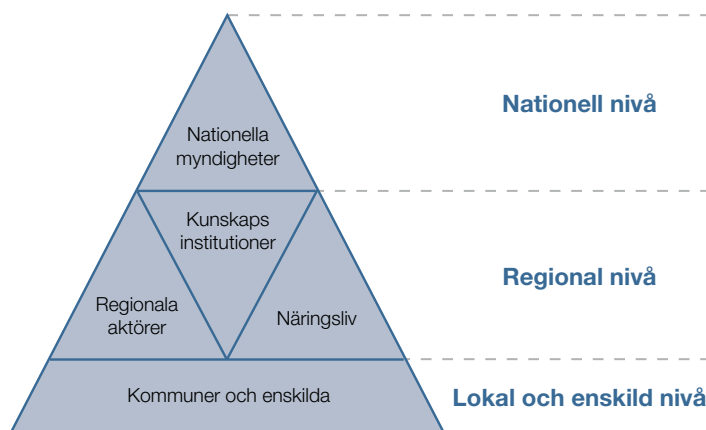 Nationell nivå
Nationella
myndigheter
Kunskaps
institutioner
Regional nivå
Regionala
aktörer
Näringsliv
Kommuner och enskilda
Lokal och enskild nivå